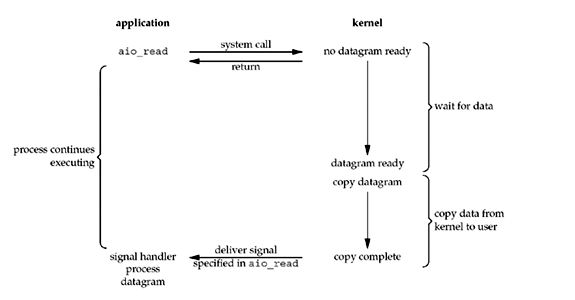 application
kernel
aio_read
system call
no datagram ready
return
wait for data
process continues
executing
datagram ready
copy datagram
copy data from
kernel to user
signal handler
process
datagram
deliver signal
specified in aio_read
copy complete